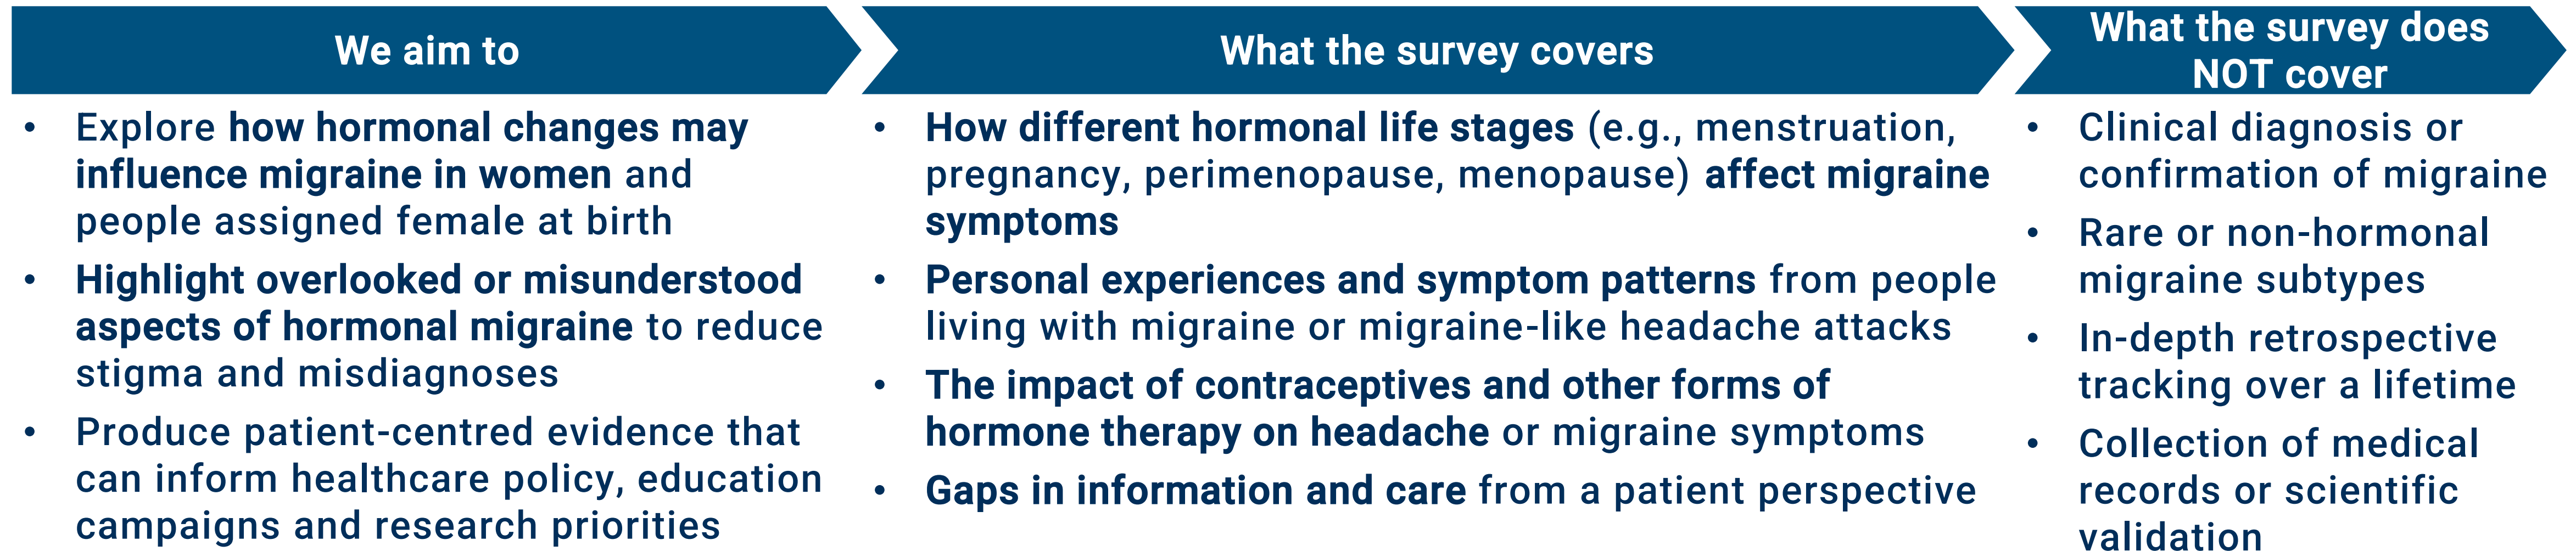 We aim to
• Explore how hormonal changes may
influence migraine in women and
people assigned female at birth
• Highlight overlooked or misunderstood
aspects of hormonal migraine to reduce
stigma and misdiagnoses
• Produce patient-centred evidence that
can inform healthcare policy, education
campaigns and research priorities
What the survey covers
• How different hormonal life stages (e.g., menstruation,
pregnancy, perimenopause, menopause) affect migraine
symptoms
• Personal experiences and symptom patterns from people
living with migraine or migraine-like headache attacks
• The impact of contraceptives and other forms of
hormone therapy on headache or migraine symptoms
• Gaps in information and care from a patient perspective
What the survey does
NOT cover
• Clinical diagnosis or
confirmation of migraine
• Rare or non-hormonal
migraine subtypes
• In-depth retrospective
tracking over a lifetime
• Collection of medical
records or scientific
validation